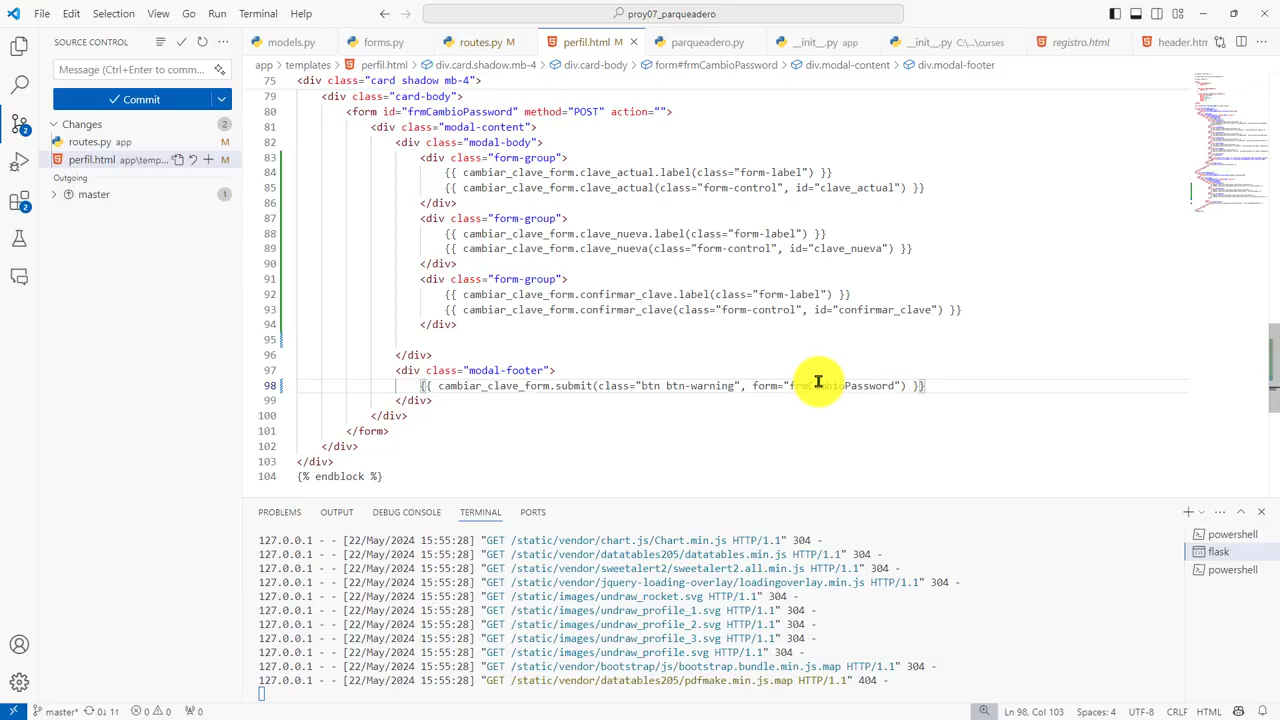 File Edit Selection View Go Run Terminal Help
proy07_parqueadero
SOURCE CONTROL
models.py
forms.py
routes.py M
perfil.html M
parqueadero.py
__init__.py app
__init__.py C:\...\curses
registro.html
header.htm
app > templates > perfil.html > div.card.shadow.mb-4 > div.card-body > form#frmCambioPassword > div.modal-content > div.modal-footer
Message (Ctrl+Enter to comm...
Commit
Changes 2
routes.py app M
perfil.html app\temp... M
Outgoing
master 1
75 <div class="card shadow mb-4">
79 <div class="card-body">
80 <form id="frmCambioPassword" method="POST" action="">
81 <div class="modal-content">
82
83
84
85 "form-control", id="clave_actual") }}
86
87 <div class="form-group">
88 {{ cambiar_clave_form.clave_nueva.label(class="form-label") }}
89 {{ cambiar_clave_form.clave_nueva(class="form-control", id="clave_nueva") }}
90 </div>
91 <div class="form-group">
92 {{ cambiar_clave_form.confirmar_clave.label(class="form-label") }}
93 {{ cambiar_clave_form.confirmar_clave(class="form-control", id="confirmar_clave") }}
94 </div>
95
96 </div>
97 <div class="modal-footer">
98 {{ cambiar_clave_form.submit(class="btn btn-warning", form="frmCambioPassword") }}
99 </div>
100 </div>
101 </form>
102 </div>
103 </div>
104 {% endblock %}
PROBLEMS OUTPUT DEBUG CONSOLE TERMINAL PORTS
127.0.0.1 - - [22/May/2024 15:55:28] "GET /static/vendor/chart.js/Chart.min.js HTTP/1.1" 304 -
127.0.0.1 - - [22/May/2024 15:55:28] "GET /static/vendor/datatables205/datatables.min.js HTTP/1.1" 304 -
127.0.0.1 - - [22/May/2024 15:55:28] "GET /static/vendor/sweetalert2/sweetalert2.all.min.js HTTP/1.1" 304 -
127.0.0.1 - - [22/May/2024 15:55:28] "GET /static/vendor/jquery-loading-overlay/loadingoverlay.min.js HTTP/1.1" 304 -
127.0.0.1 - - [22/May/2024 15:55:28] "GET /static/images/undraw_rocket.svg HTTP/1.1" 304 -
127.0.0.1 - - [22/May/2024 15:55:28] "GET /static/images/undraw_profile_1.svg HTTP/1.1" 304 -
127.0.0.1 - - [22/May/2024 15:55:28] "GET /static/images/undraw_profile_2.svg HTTP/1.1" 304 -
127.0.0.1 - - [22/May/2024 15:55:28] "GET /static/images/undraw_profile_3.svg HTTP/1.1" 304 -
127.0.0.1 - - [22/May/2024 15:55:28] "GET /static/images/undraw_profile.svg HTTP/1.1" 304 -
127.0.0.1 - - [22/May/2024 15:55:28] "GET /static/vendor/bootstrap/js/bootstrap.bundle.min.js.map HTTP/1.1" 304 -
127.0.0.1 - - [22/May/2024 15:55:28] "GET /static/vendor/datatables205/pdfmake.min.js.map HTTP/1.1" 404 -
powershell
flask
powershell
master* 0↓ 1↑ 0 0 0
Ln 98, Col 103 Spaces: 4 UTF-8 CRLF HTML